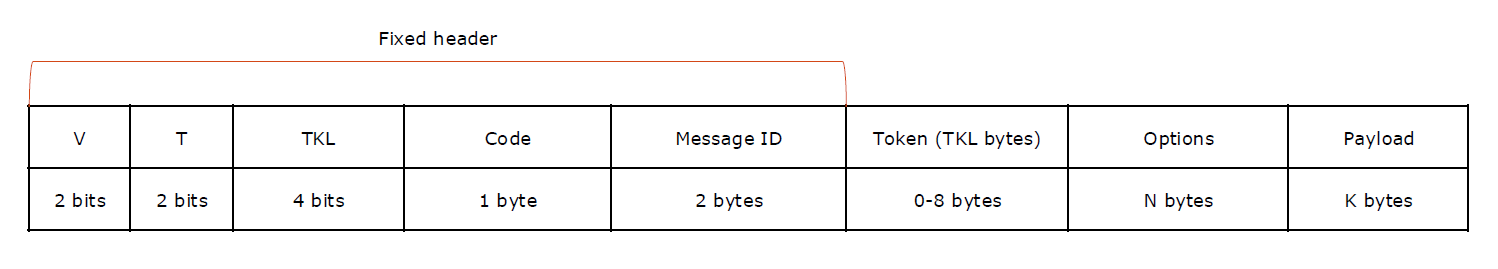 Fixed header
V T TKL Code Message ID Token (TKL bytes) Options Payload
2 bits 2 bits 4 bits 1 byte 2 bytes 0-8 bytes N bytes K bytes